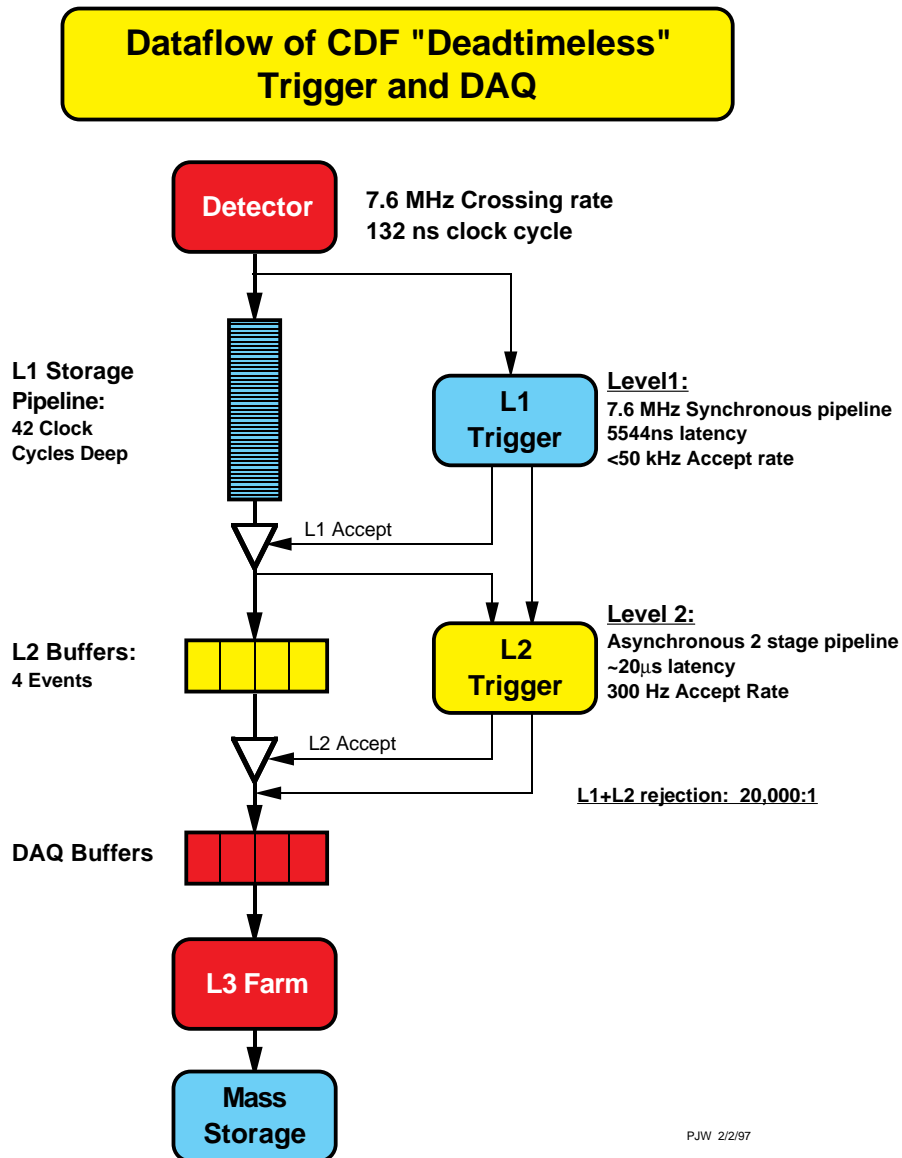 Dataflow of CDF "Deadtimeless"
Trigger and DAQ
Detector
7.6 MHz Crossing rate
132 ns clock cycle
L1 Storage
Pipeline:
42 Clock
Cycles Deep
L1
Trigger
Level1:
7.6 MHz Synchronous pipeline
5544ns latency
<50 kHz Accept rate
L1 Accept
L2 Buffers:
4 Events
L2
Trigger
Level 2:
Asynchronous 2 stage pipeline
~20µs latency
300 Hz Accept Rate
L2 Accept
L1+L2 rejection: 20,000:1
DAQ Buffers
L3 Farm
Mass
Storage
PJW 2/2/97